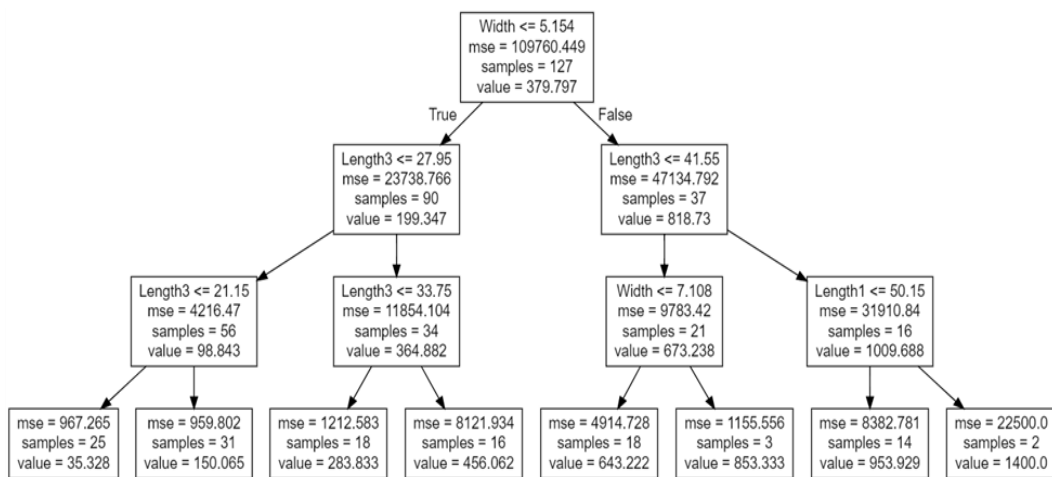 Width <= 5.154
mse = 109760.449
samples = 127
value = 379.797
True
False
Length3 <= 27.95
mse = 23738.766
samples = 90
value = 199.347
Length3 <= 41.55
mse = 47134.792
samples = 37
value = 818.73
Length3 <= 21.15
mse = 4216.47
samples = 56
value = 98.843
Length3 <= 33.75
mse = 11854.104
samples = 34
value = 364.882
Width <= 7.108
mse = 9783.42
samples = 21
value = 673.238
Length1 <= 50.15
mse = 31910.84
samples = 16
value = 1009.688
mse = 967.265
samples = 25
value = 35.328
mse = 959.802
samples = 31
value = 150.065
mse = 1212.583
samples = 18
value = 283.833
mse = 8121.934
samples = 16
value = 456.062
mse = 4914.728
samples = 18
value = 643.222
mse = 1155.556
samples = 3
value = 853.333
mse = 8382.781
samples = 14
value = 953.929
mse = 22500.0
samples = 2
value = 1400.0